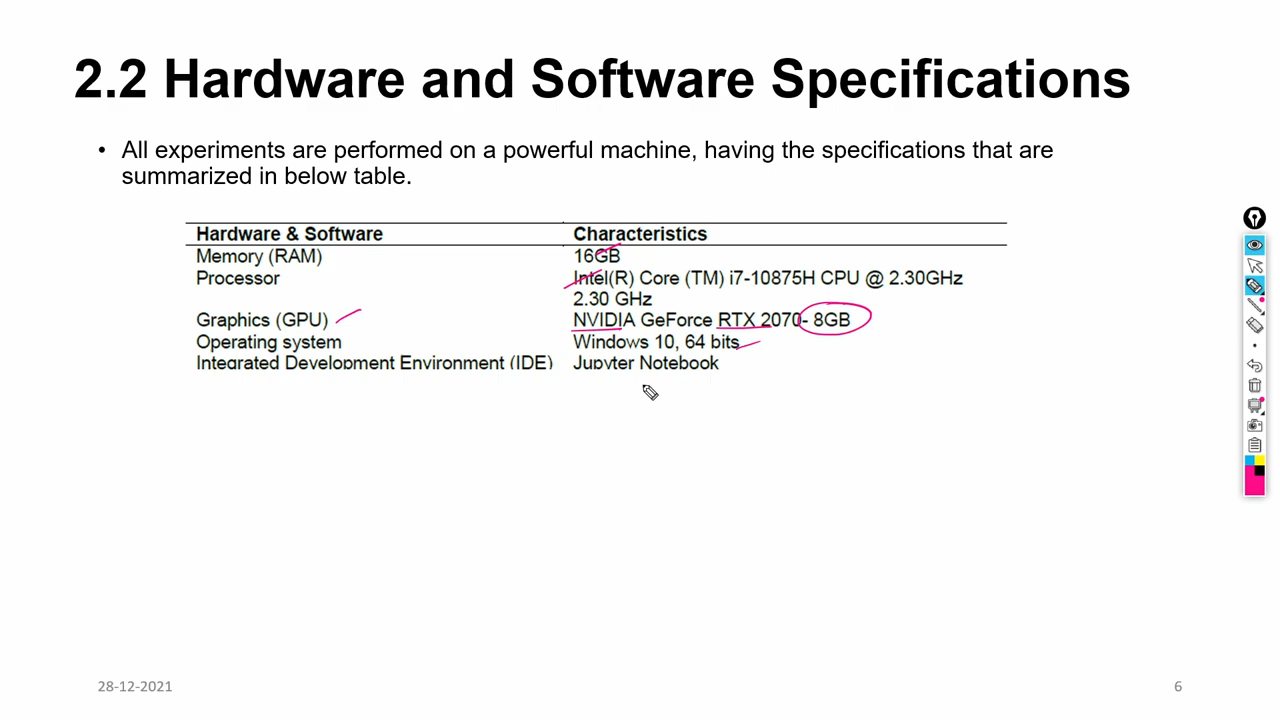 2.2 Hardware and Software Specifications
• All experiments are performed on a powerful machine, having the specifications that are
summarized in below table.
Hardware & Software Characteristics
Memory (RAM) 16GB
Processor Intel(R) Core (TM) i7-10875H CPU @ 2.30GHz
2.30 GHz
Graphics (GPU) NVIDIA GeForce RTX 2070- 8GB
Operating system Windows 10, 64 bits
Integrated Development Environment (IDE) Jupyter Notebook
28-12-2021 6